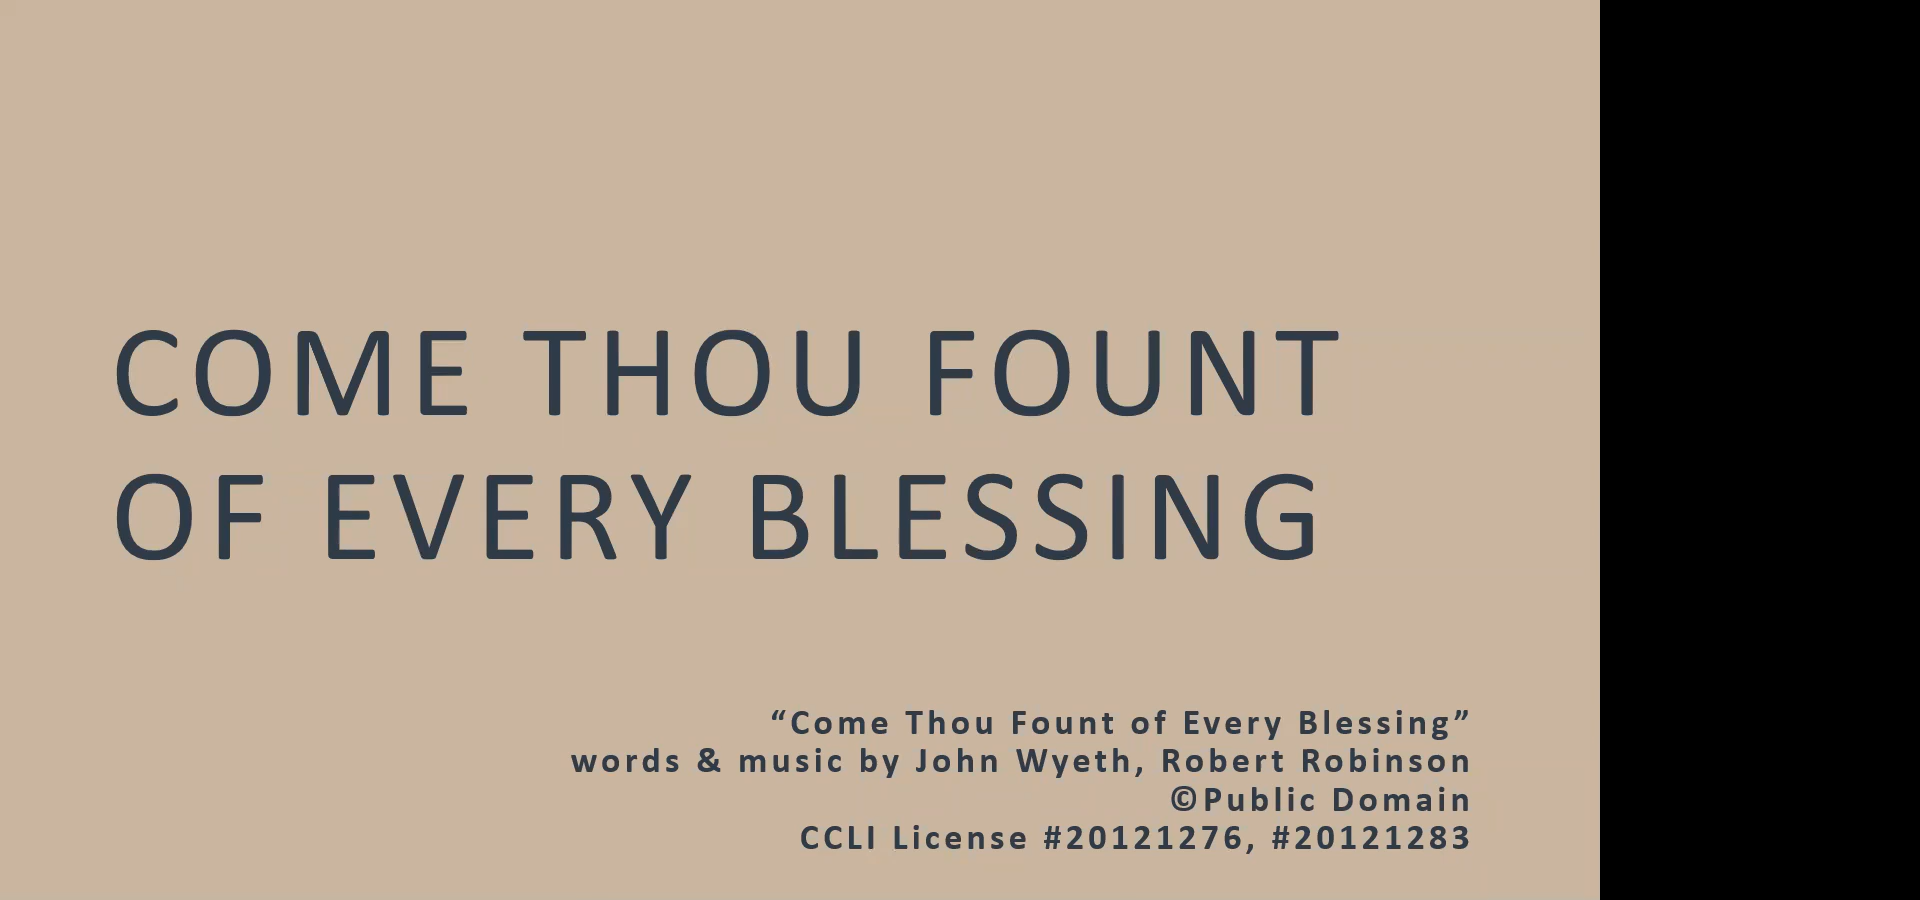 COME THOU FOUNT
OF EVERY BLESSING
“Come Thou Fount of Every Blessing”
words & music by John Wyeth, Robert Robinson
©Public Domain
CCLI License #20121276, #20121283